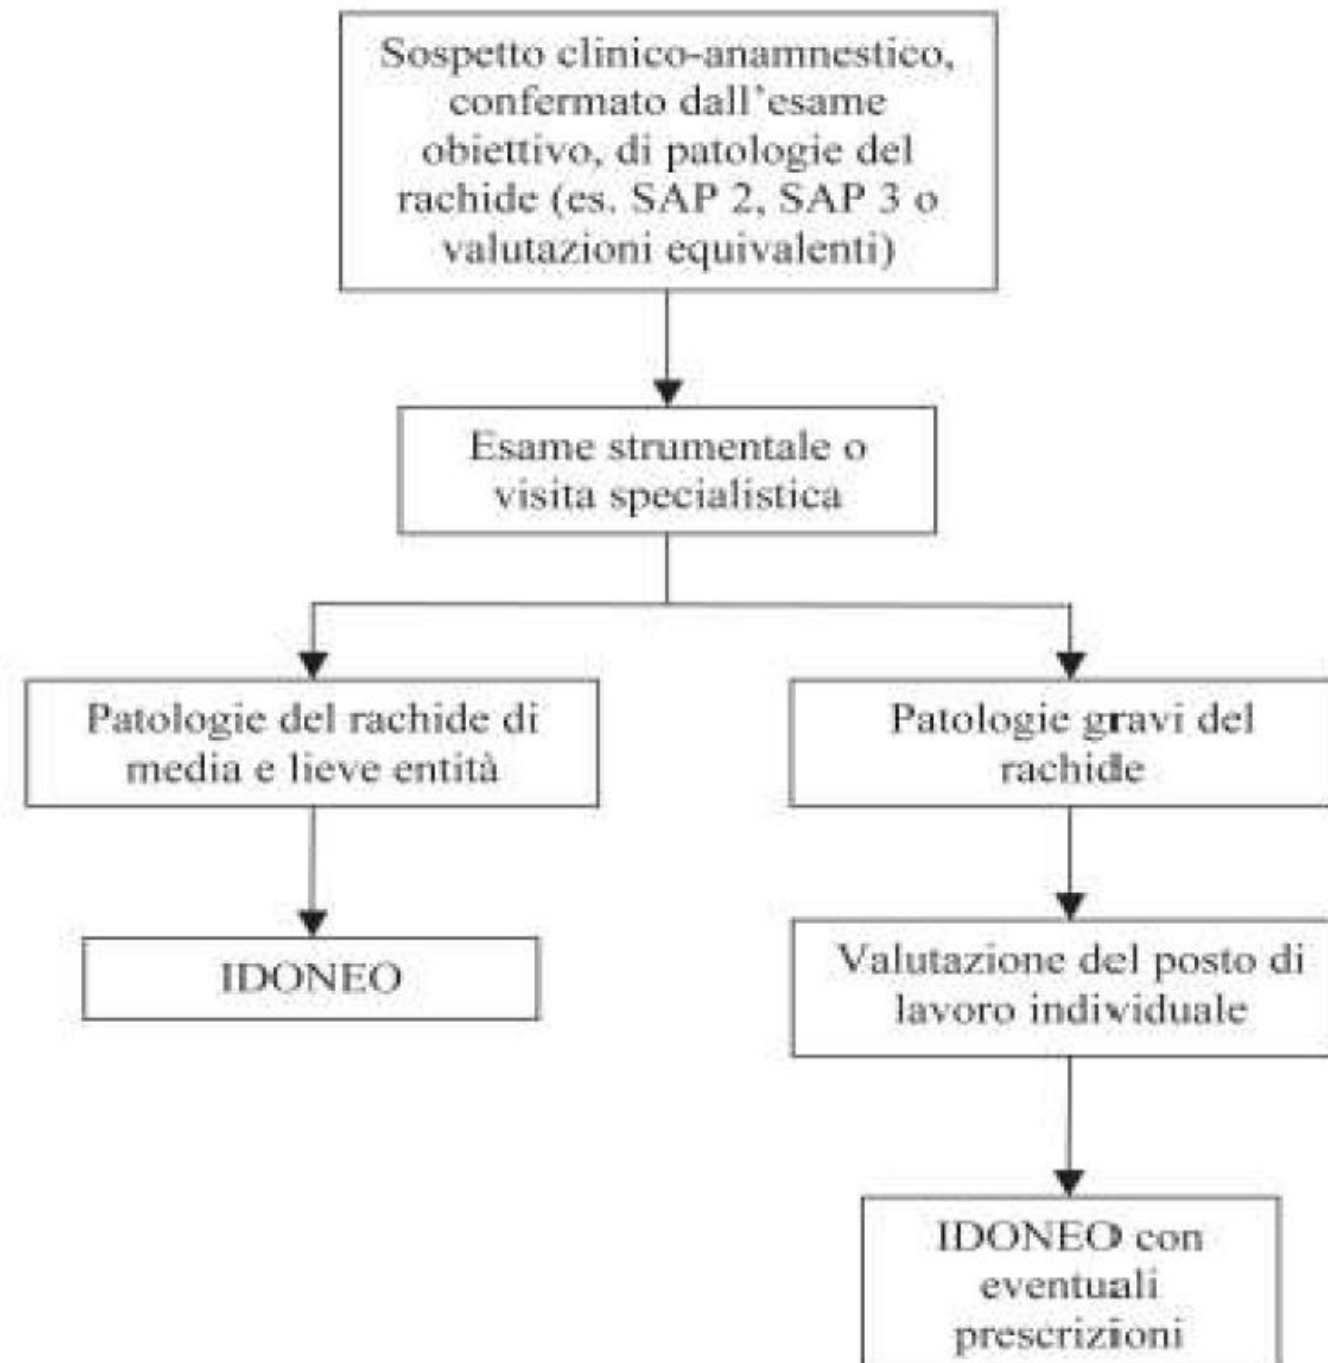 Sospetto clinico-anamnestico,
confermato dall'esame
obiettivo, di patologie del
rachide (es. SAP 2, SAP 3 o
valutazioni equivalenti)
Esame strumentale o
visita specialistica
Patologie del rachide di
media e lieve entità
Patologie gravi del
rachide
IDONEO
Valutazione del posto di
lavoro individuale
IDONEO con
eventuali
prescrizioni